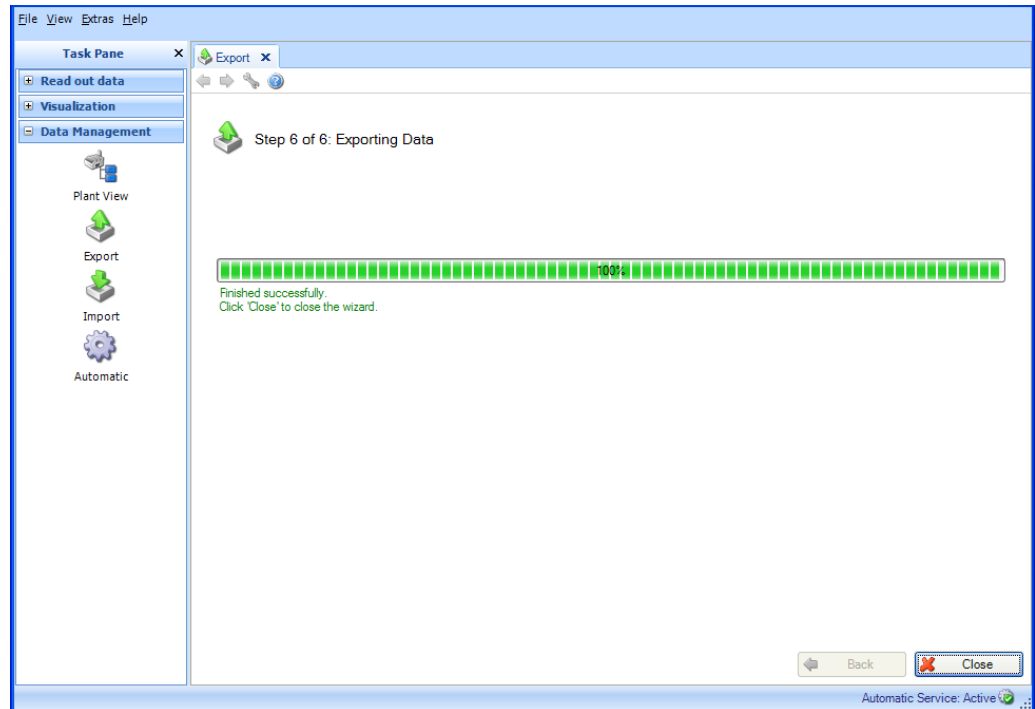 File View Extras Help
Task Pane
Export
Read out data
Visualization
Data Management
Step 6 of 6: Exporting Data
Plant View
Export
Import
Automatic
100%
Finished successfully.
Click 'Close' to close the wizard.
Back
Close
Automatic Service: Active